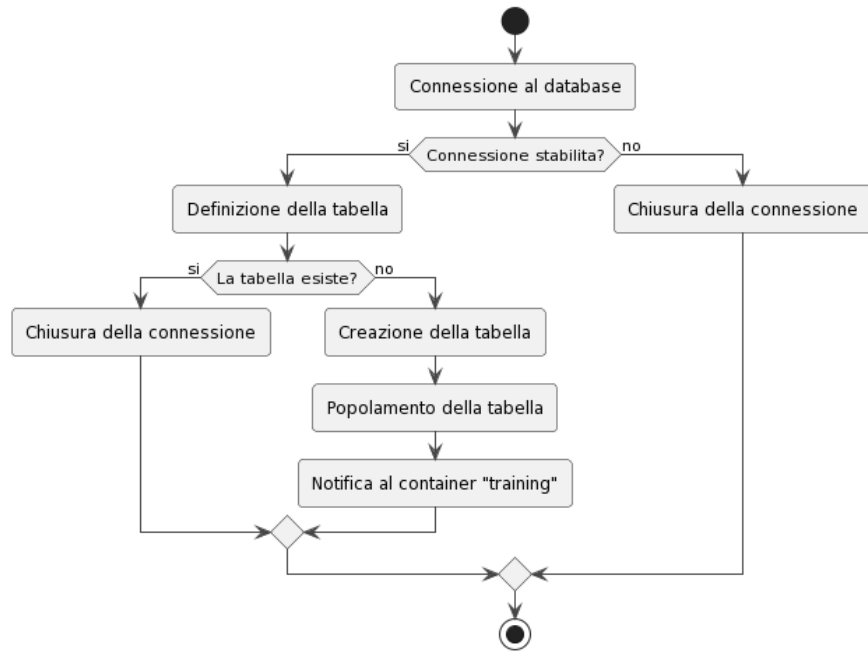 Connessione al database
si
Connessione stabilita?
no
Definizione della tabella
Chiusura della connessione
si
La tabella esiste?
no
Chiusura della connessione
Creazione della tabella
Popolamento della tabella
Notifica al container "training"